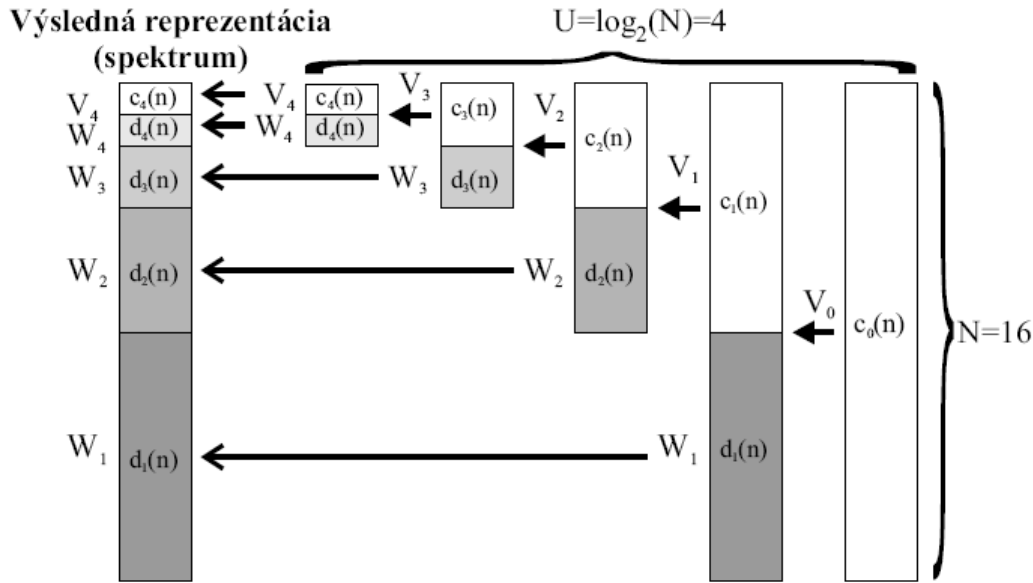 Výsledná reprezentácia
(spektrum)
U=log₂(N)=4
V₄ c₄(n) V₄ c₄(n) V₃ c₃(n) V₂ c₂(n) V₁ c₁(n) V₀ c₀(n) N=16
W₄ d₄(n) W₄ d₄(n)
W₃ d₃(n) W₃ d₃(n)
W₂ d₂(n) W₂ d₂(n)
W₁ d₁(n) W₁ d₁(n)